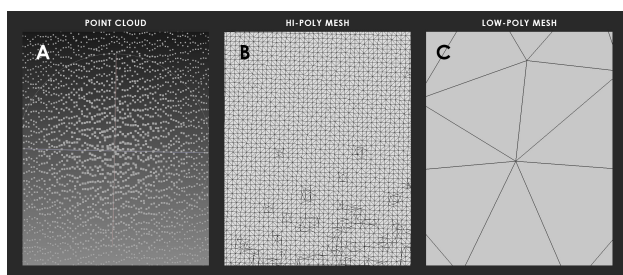 POINT CLOUD
HI-POLY MESH
LOW-POLY MESH
A
B
C